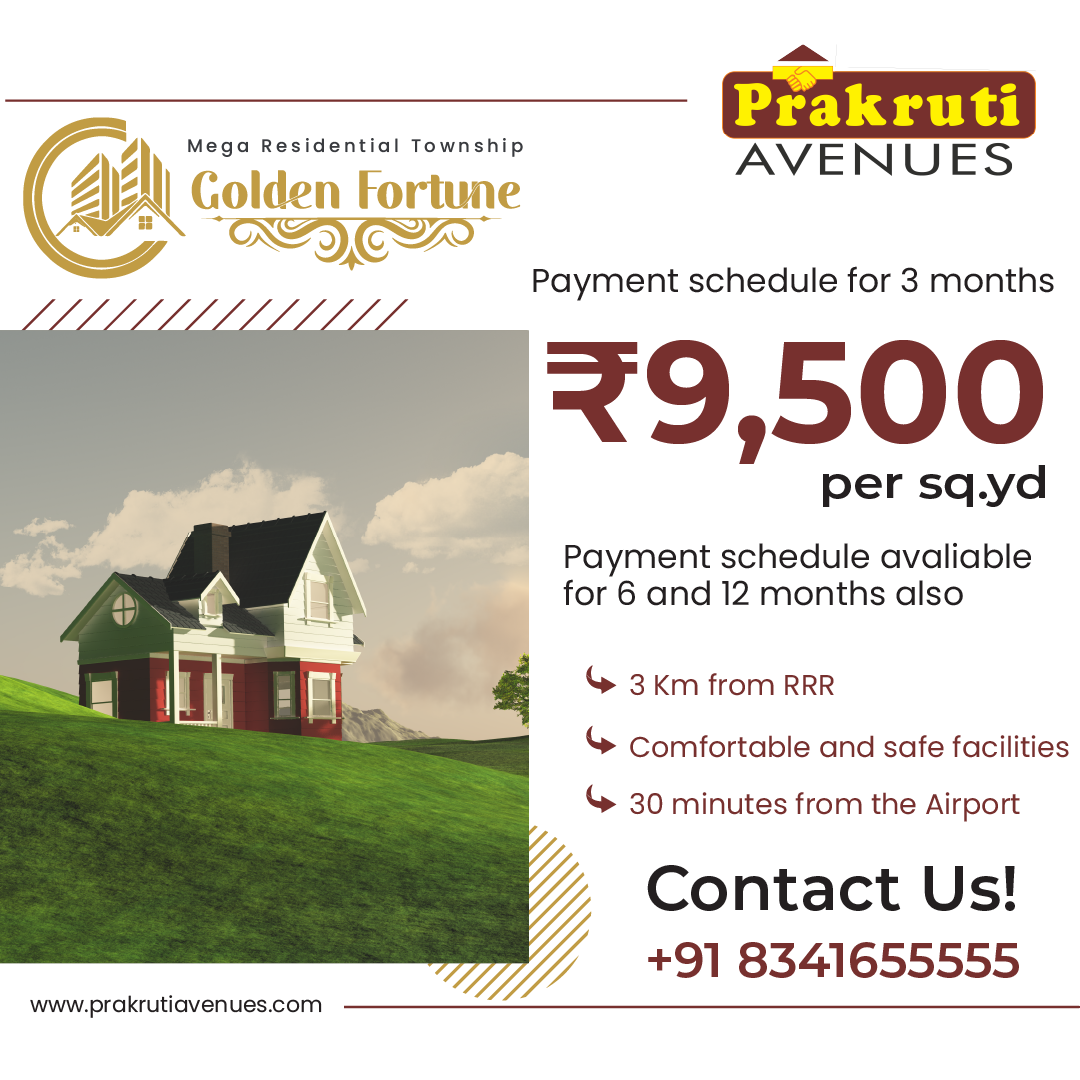 Prakruti
AVENUES
Mega Residential Township
Golden Fortune
Payment schedule for 3 months
₹9,500
per sq.yd
Payment schedule avaliable
for 6 and 12 months also
3 Km from RRR
Comfortable and safe facilities
30 minutes from the Airport
Contact Us!
+91 8341655555
www.prakrutiavenues.com